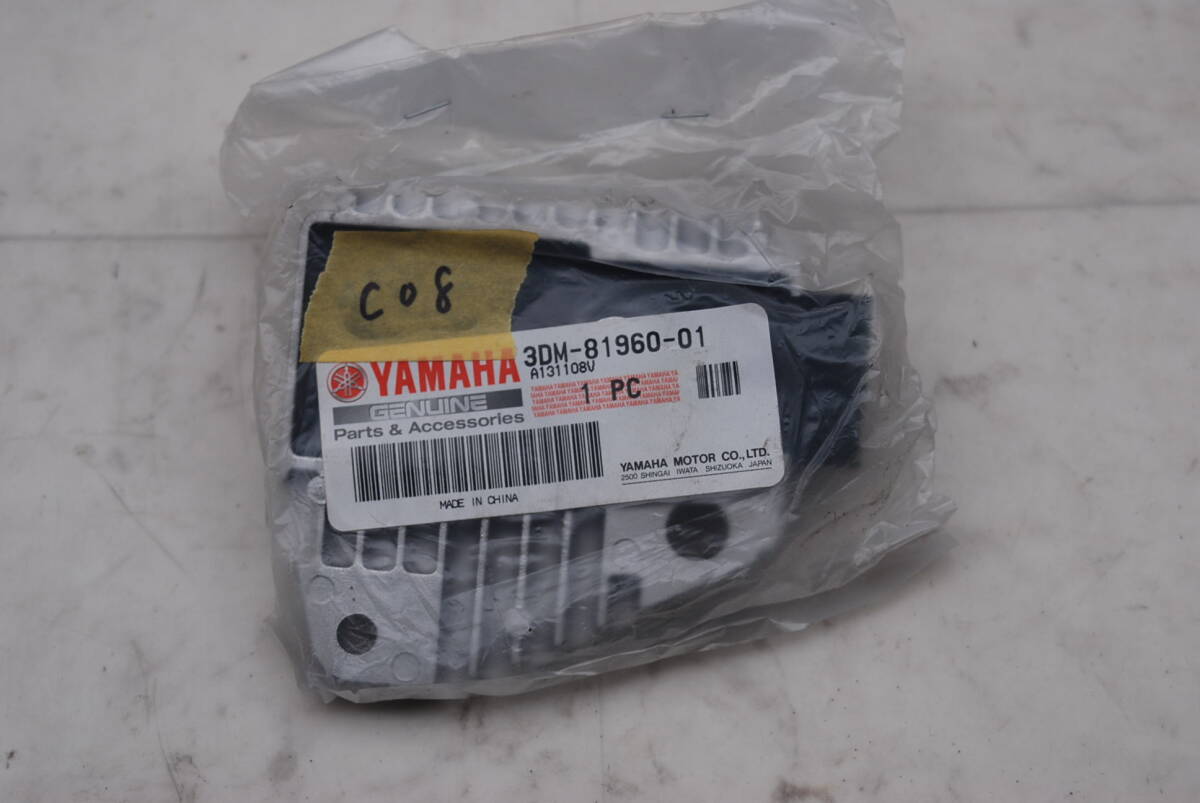 C08
YAMAHA
3DM-81960-01
A131108V
1 PC
GENUINE
Parts & Accessories
YAMAHA MOTOR CO.,LTD.
2500 SHINGAI IWATA SHIZUOKA JAPAN
MADE IN CHINA